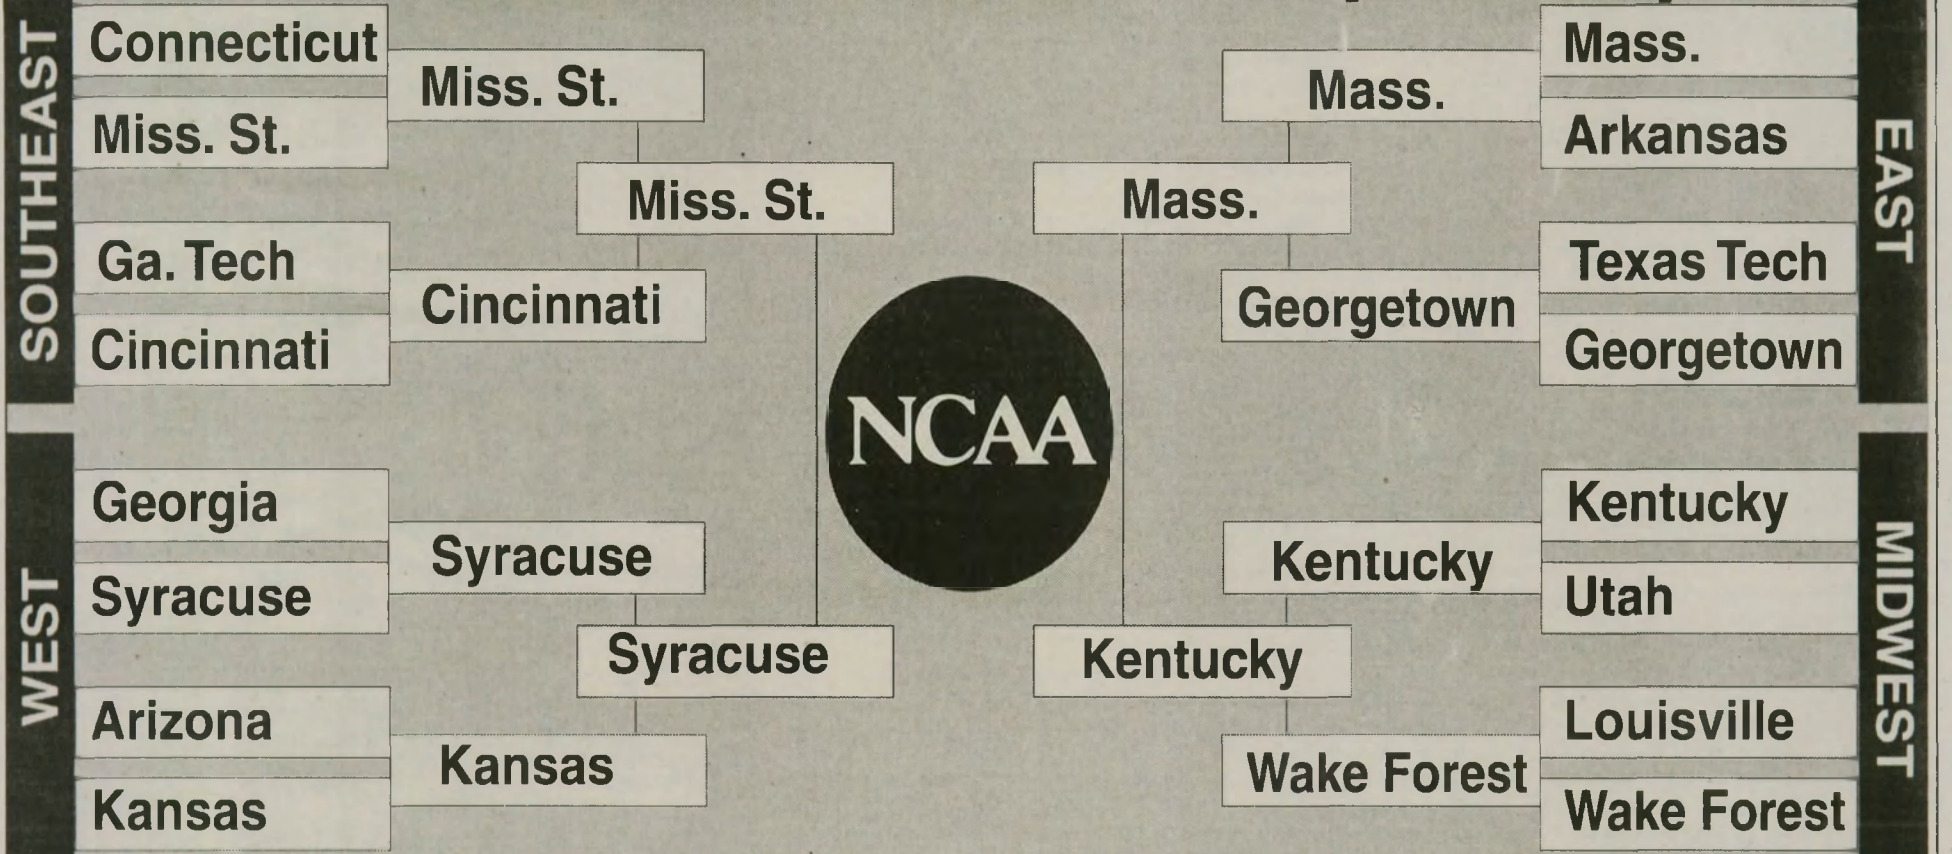 SOUTHEAST
Connecticut
Miss. St.
Ga. Tech
Cincinnati
Miss. St.
Cincinnati
Miss. St.
WEST
Georgia
Syracuse
Arizona
Kansas
Syracuse
Kansas
Syracuse
NCAA
Mass.
Kentucky
Mass.
Georgetown
Mass.
Arkansas
Texas Tech
Georgetown
EAST
Kentucky
Wake Forest
Kentucky
Utah
Louisville
Wake Forest
MIDWEST